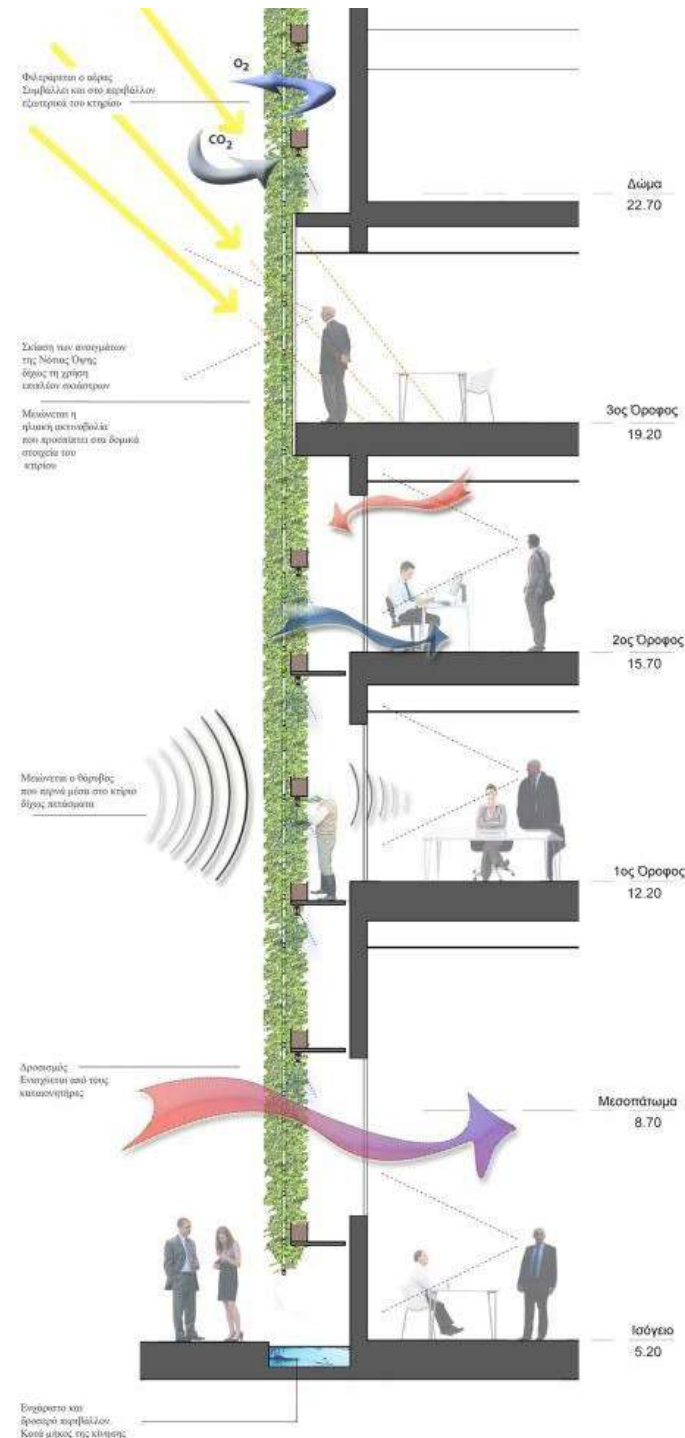 O₂
Φιλτράρεται ο αέρας
Συμβάλλει και στο περιβάλλον
εξωτερικά του κτηρίου
CO₂
Δώμα
22.70
Σκίαση των ανοιγμάτων
της Νότιας Όψης
δίχως τη χρήση
επιπλέον σκιάστρων
3ος Όροφος
19.20
Μειώνεται η
ηλιακή ακτινοβολία
που προσπίπτει στα δομικά
στοιχεία του
κτιρίου
2ος Όροφος
15.70
Μειώνεται ο θόρυβος
που περνά μέσα στο κτίριο
δίχως πετάσματα
1ος Όροφος
12.20
Δροσισμός
Ενισχύεται από τους
καταιονητήρες
Μεσοπάτωμα
8.70
Ισόγειο
5.20
Ευχάριστο και
δροσερό περιβάλλον
Κατά μήκος της κίνησης